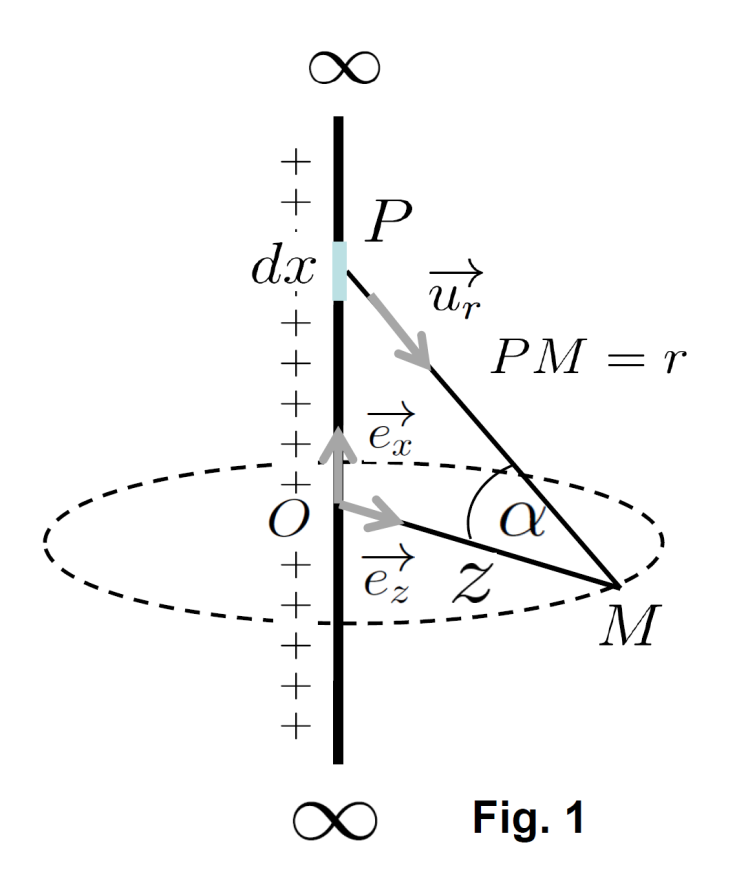 ∞
P
dx
u_r
PM = r
e_x
O
α
e_z
z
M
∞
Fig. 1